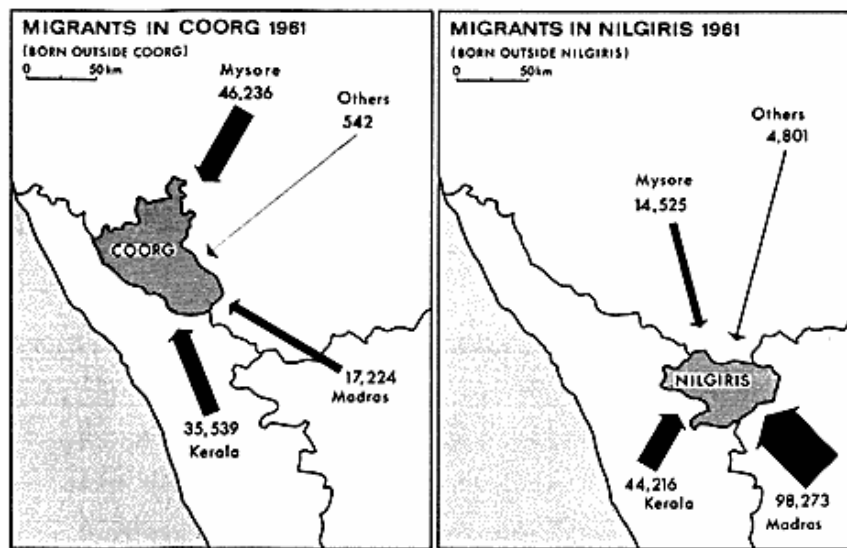 MIGRANTS IN COORG 1961
(BORN OUTSIDE COORG)
0 50km
Mysore
46,236
Others
542
COORG
17,224
Madras
35,539
Kerala
MIGRANTS IN NILGIRIS 1961
(BORN OUTSIDE NILGIRIS)
0 50km
Others
4,801
Mysore
14,525
NILGIRIS
44,216
Kerala
98,273
Madras